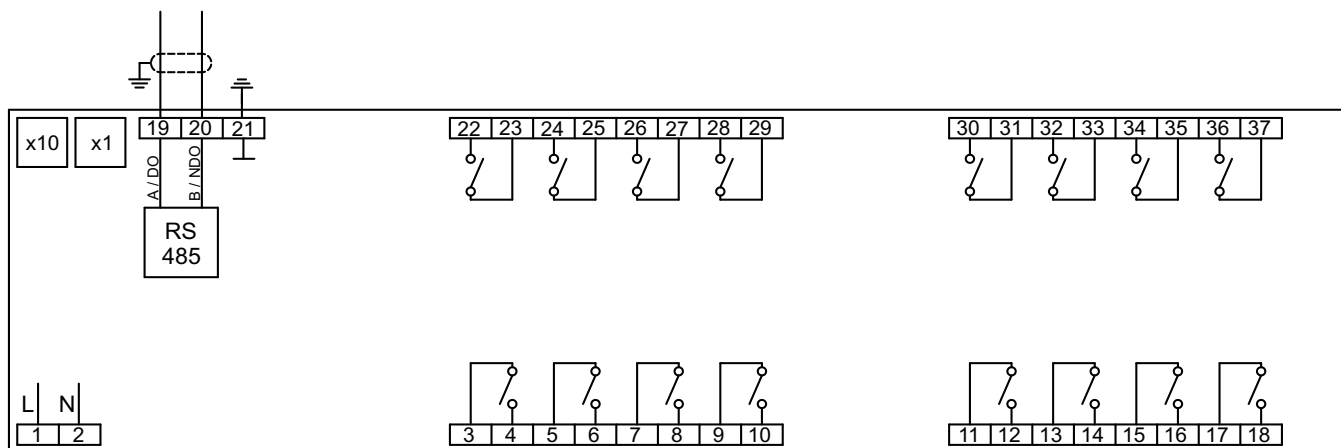 x10 x1 19 20 21 22 23 24 25 26 27 28 29 30 31 32 33 34 35 36 37
A / DO
B / NDO
RS
485
L N
1 2 3 4 5 6 7 8 9 10 11 12 13 14 15 16 17 18